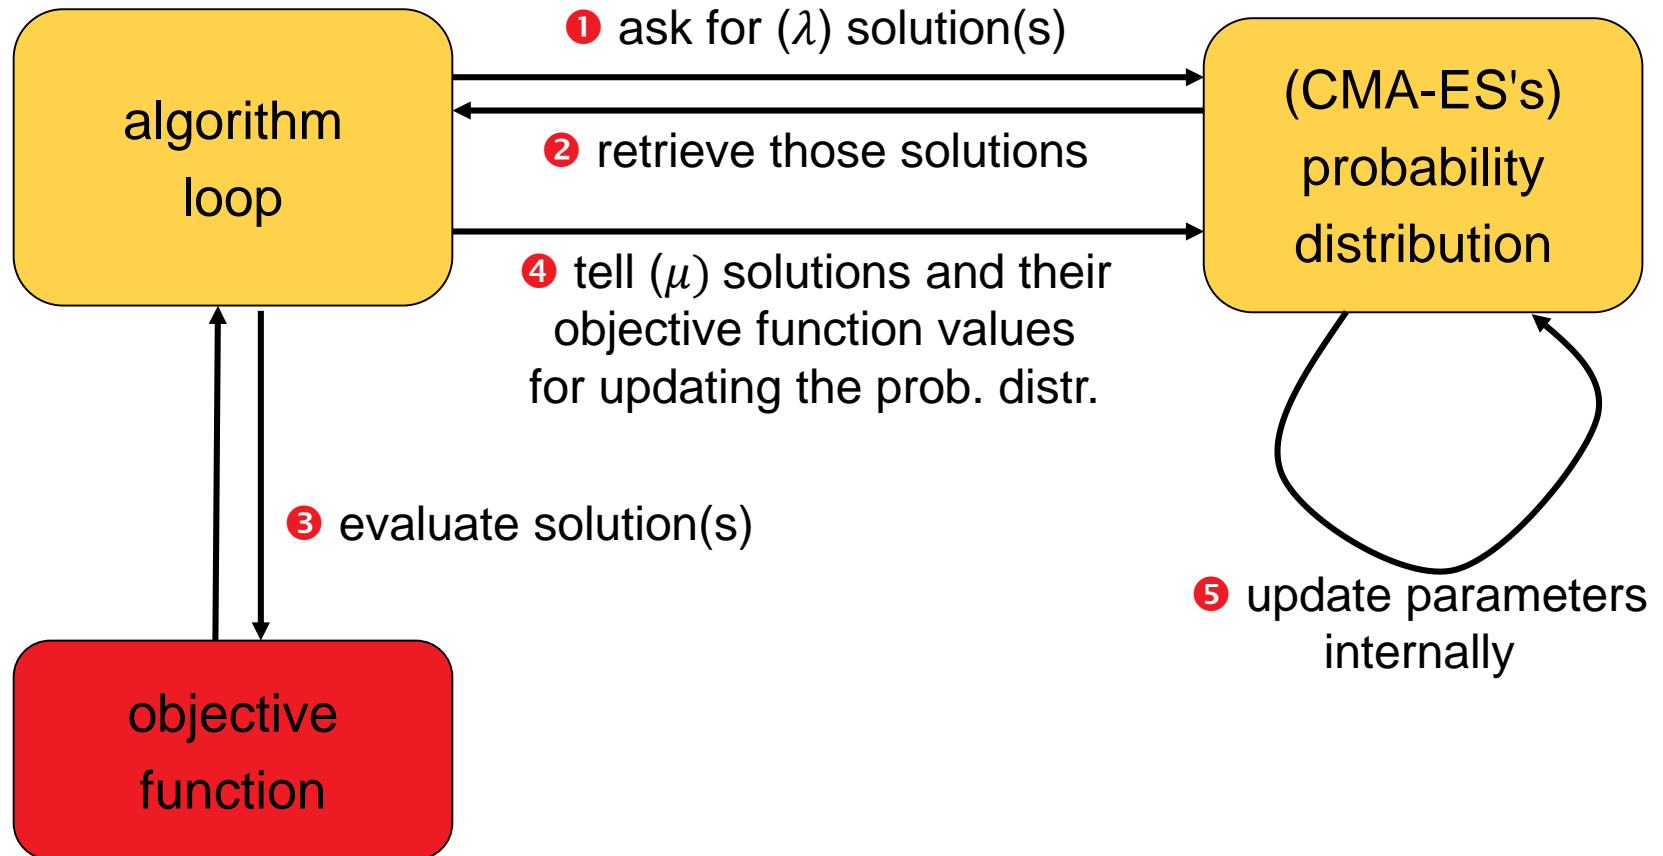 algorithm
loop
❶ ask for (λ) solution(s)
❷ retrieve those solutions
❹ tell (μ) solutions and their
objective function values
for updating the prob. distr.
(CMA-ES's)
probability
distribution
❸ evaluate solution(s)
❺ update parameters
internally
objective
function